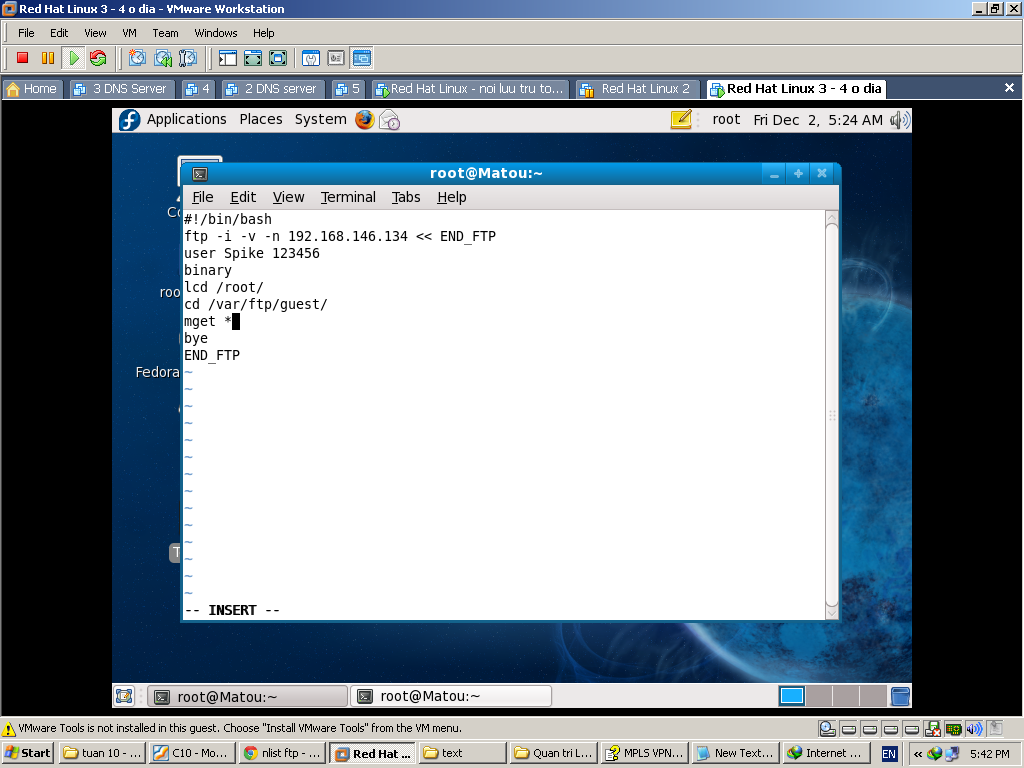 Red Hat Linux 3 - 4 o dia - VMware Workstation
File Edit View VM Team Windows Help
Home 3 DNS Server 4 2 DNS server 5 Red Hat Linux - noi luu tru to... Red Hat Linux 2 Red Hat Linux 3 - 4 o dia
Applications Places System root Fri Dec 2, 5:24 AM
root@Matou:~
File Edit View Terminal Tabs Help
#!/bin/bash
ftp -i -v -n 192.168.146.134 << END_FTP
user Spike 123456
binary
lcd /root/
cd /var/ftp/guest/
mget *
bye
END_FTP
~
~
~
~
~
~
~
~
~
~
~
~
~
~
-- INSERT --
Fedora
root@Matou:~ root@Matou:~
VMware Tools is not installed in this guest. Choose "Install VMware Tools" from the VM menu.
Start tuan 10 - ... C10 - Mo... nlist ftp - ... Red Hat ... text Quan tri L... MPLS VPN... New Text... Internet ... EN « 5:42 PM